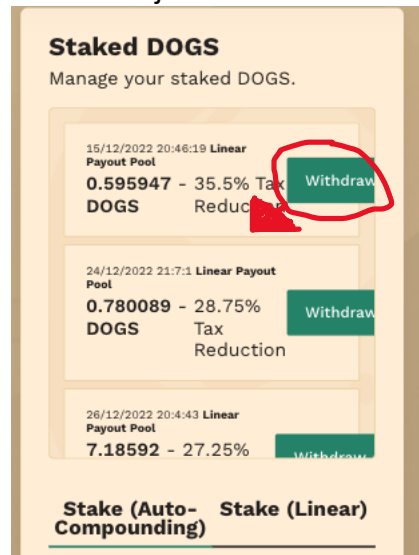 Staked DOGS
Manage your staked DOGS.
15/12/2022 20:46:19 Linear
Payout Pool
0.595947 - 35.5% Tax
DOGS Reduction
Withdraw
24/12/2022 21:7:1 Linear Payout
Pool
0.780089 - 28.75%
DOGS Tax
Reduction
Withdraw
26/12/2022 20:4:43 Linear
Payout Pool
7.18592 - 27.25%
Withdraw
Stake (Auto- Stake (Linear)
Compounding)